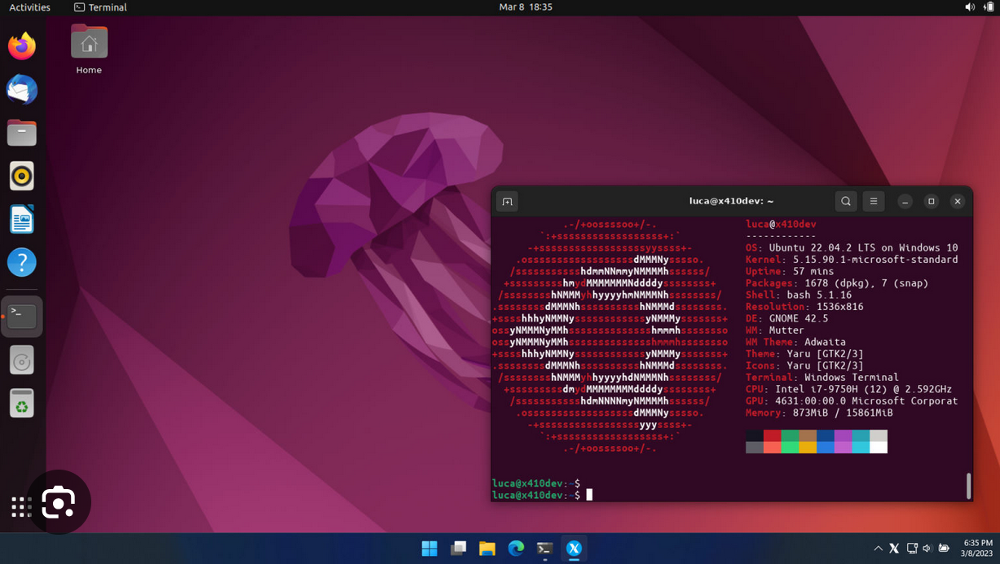 Activities
Terminal
Mar 8 18:35
Home
luca@x410dev: ~
.-/+oossssoo+/-.
`:+ssssssssssssssssss+:`
-+ssssssssssssssssssyyssss+-
.ossssssssssssssssssdMMMNysssso.
/ssssssssssshdmmNNmmyNMMMMhssssss/
+ssssssssshmydMMMMMMMNddddyssssssss+
/sssssssshNMMMyhhyyyyhmNMMMNhssssssss/
.ssssssssdMMMNhsssssssssshNMMMdssssssss.
+sssshhhyNMMNyssssssssssssyNMMMysssssss+
ossyNMMMNyMMhsssssssssssssshmmmhssssssso
ossyNMMMNyMMhsssssssssssssshmmmhssssssso
+sssshhhyNMMNyssssssssssssyNMMMysssssss+
.ssssssssdMMMNhsssssssssshNMMMdssssssss.
/sssssssshNMMMyhhyyyyhdNMMMNhssssssss/
+sssssssssdmydMMMMMMMMddddyssssssss+
/ssssssssssshdmNNNNmyNMMMMhssssss/
.ossssssssssssssssssdMMMNysssso.
-+sssssssssssssssssyyyssss+-
`:+ssssssssssssssssss+:`
.-/+oossssoo+/-.
luca@x410dev
------------
OS: Ubuntu 22.04.2 LTS on Windows 10
Kernel: 5.15.90.1-microsoft-standard
Uptime: 57 mins
Packages: 1678 (dpkg), 7 (snap)
Shell: bash 5.1.16
Resolution: 1536x816
DE: GNOME 42.5
WM: Mutter
WM Theme: Adwaita
Theme: Yaru [GTK2/3]
Icons: Yaru [GTK2/3]
Terminal: Windows Terminal
CPU: Intel i7-9750H (12) @ 2.592GHz
GPU: 4631:00:00.0 Microsoft Corporat
Memory: 873MiB / 15861MiB
luca@x410dev:~$
luca@x410dev:~$
6:35 PM
3/8/2023